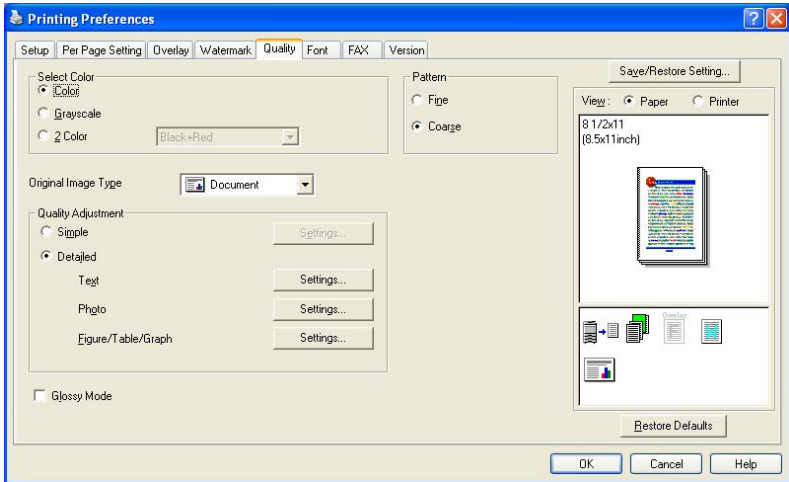 Printing Preferences
Setup Per Page Setting Overlay Watermark Quality Font FAX Version
Select Color
Color
Grayscale
2 Color Black+Red
Pattern
Fine
Coarse
Original Image Type Document
Quality Adjustment
Simple Settings...
Detailed
Text Settings...
Photo Settings...
Figure/Table/Graph Settings...
Glossy Mode
Save/Restore Setting...
View: Paper Printer
8 1/2x11
(8.5x11inch)
Overlay
Restore Defaults
OK Cancel Help